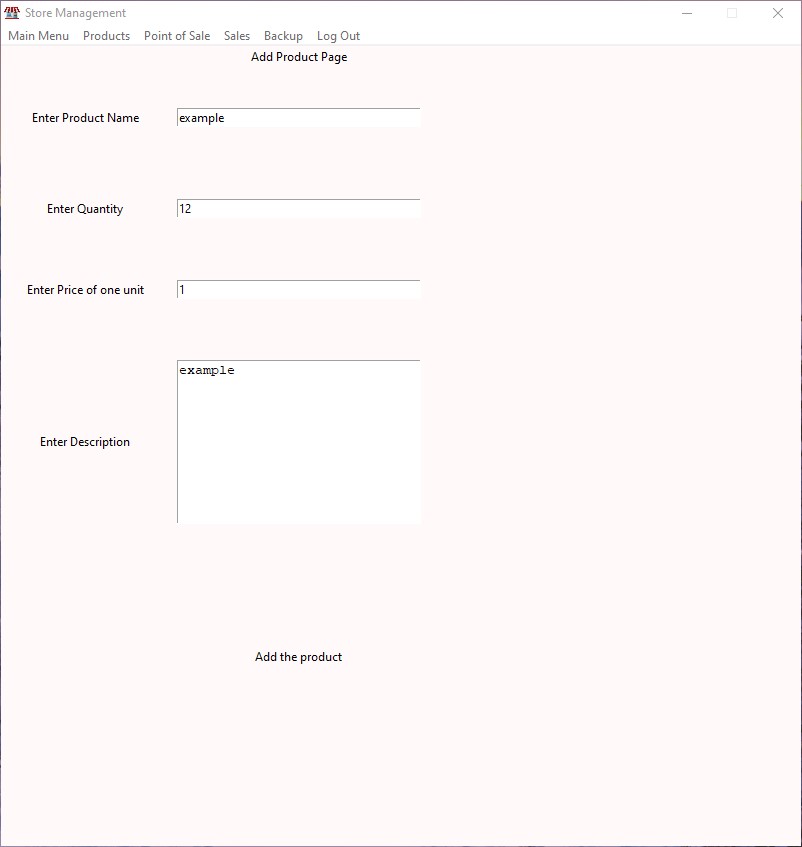 Store Management
Main Menu Products Point of Sale Sales Backup Log Out
Add Product Page
Enter Product Name example
Enter Quantity 12
Enter Price of one unit 1
example
Enter Description
Add the product